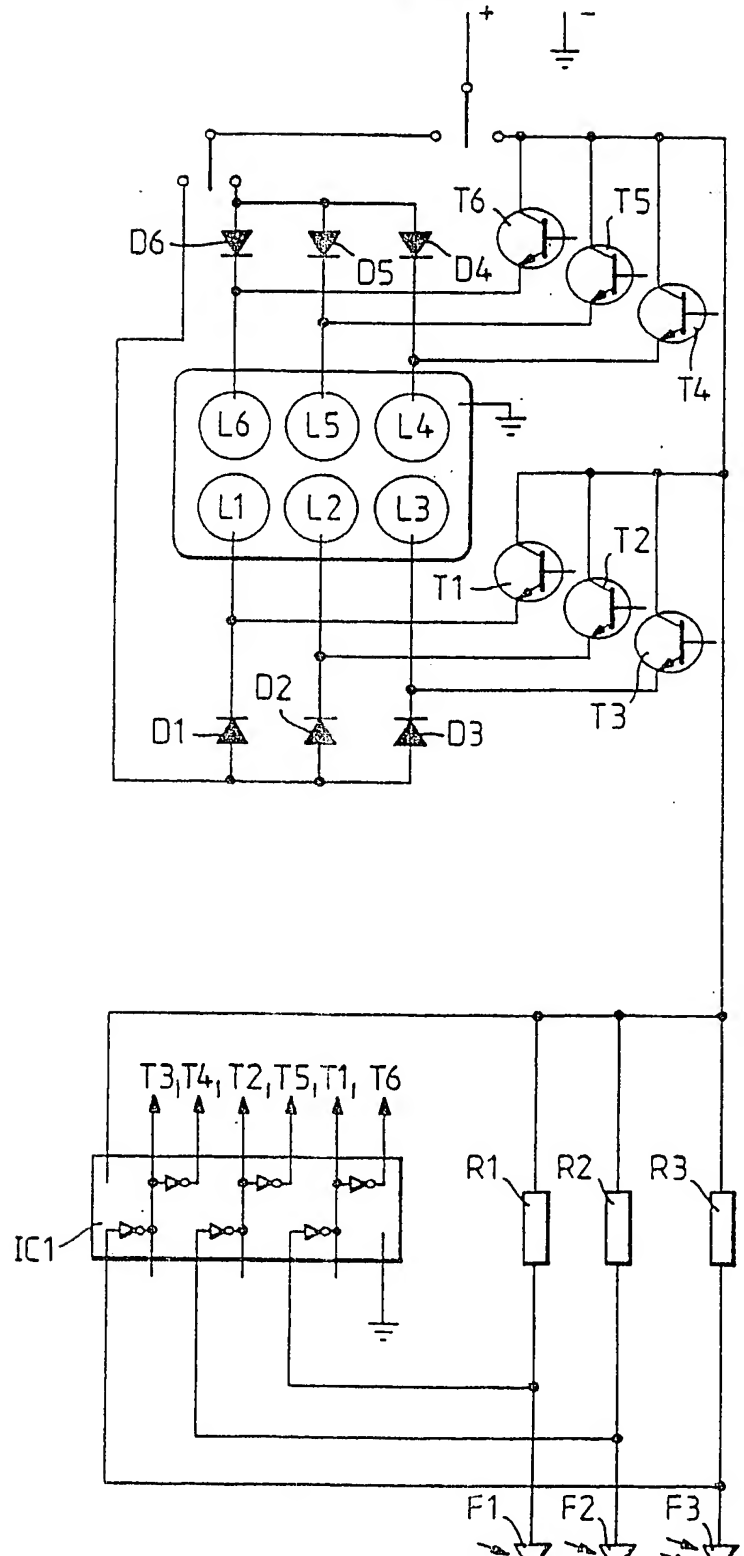 + -
T6 T5
D6 D5 D4
T4
L6 L5 L4
L1 L2 L3
T1 T2
T3
D1 D2 D3
T3, T4, T2, T5, T1, T6
R1 R2 R3
IC1
F1 F2 F3